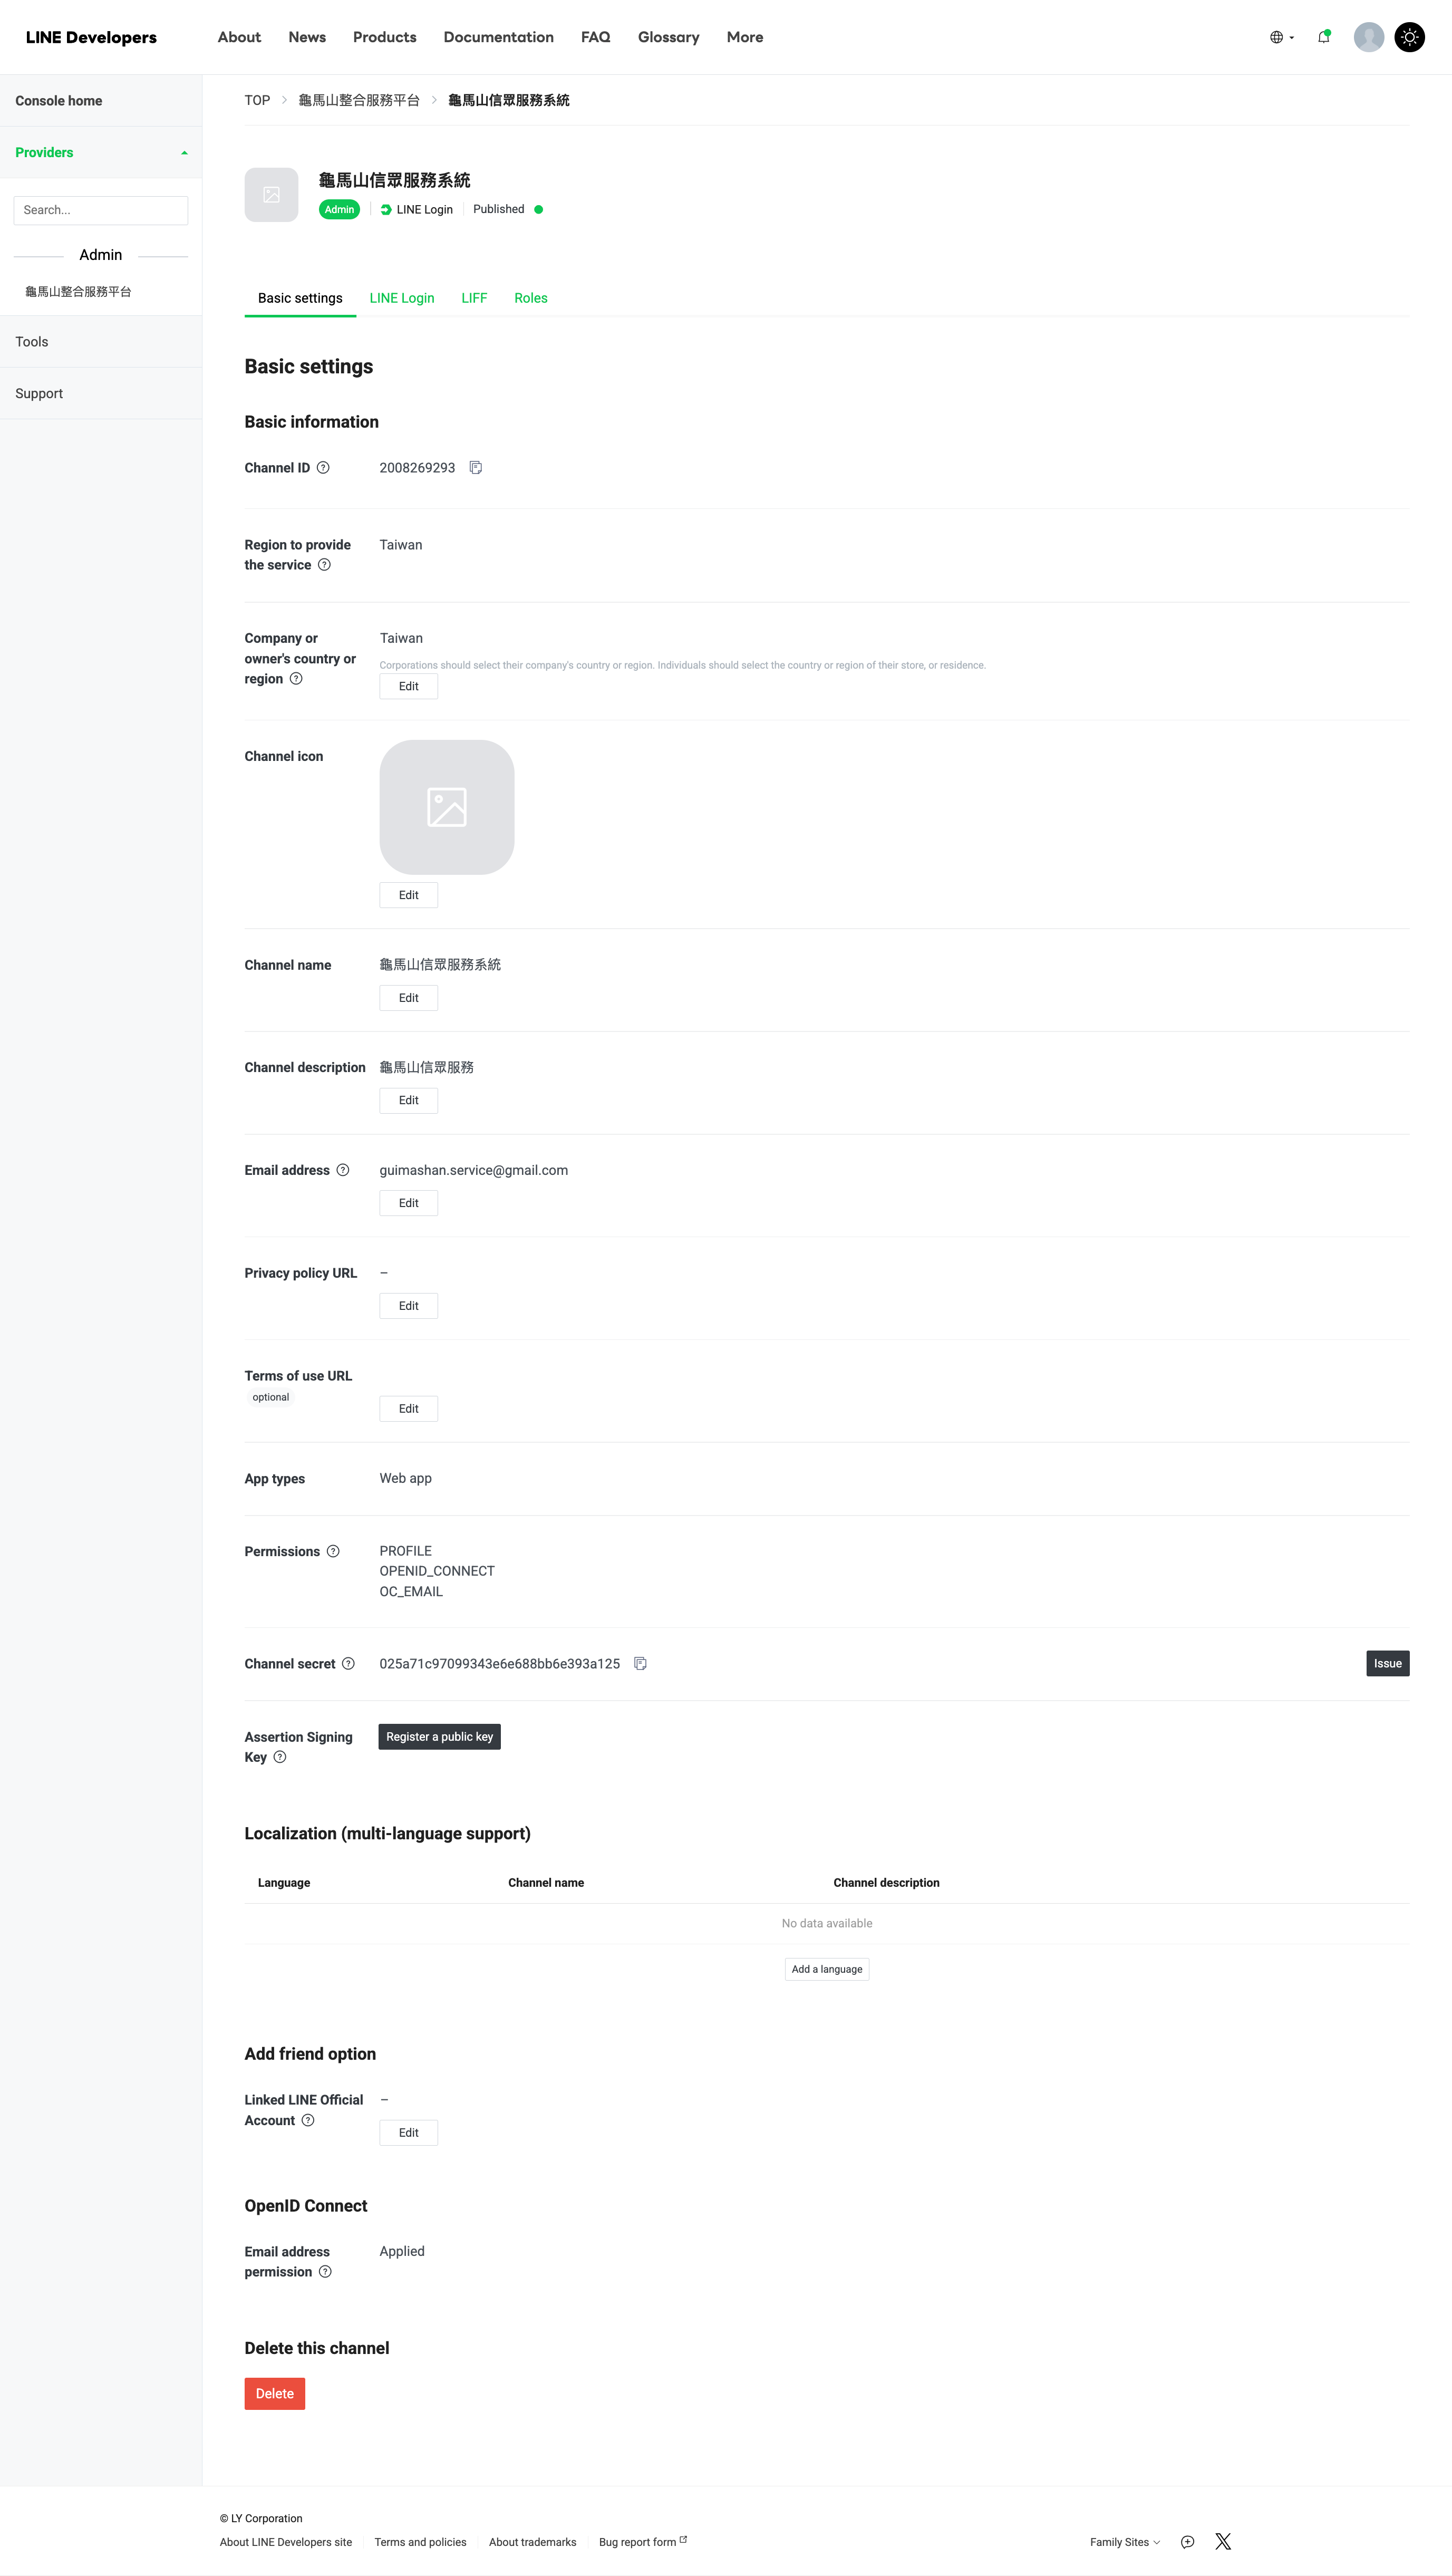 LINE Developers
About
News
Products
Documentation
FAQ
Glossary
More
Console home
Providers
Search...
Admin
龜馬山整合服務平台
Tools
Support
TOP > 龜馬山整合服務平台 > 龜馬山信眾服務系統
龜馬山信眾服務系統
Admin
LINE Login
Published
Basic settings
LINE Login
LIFF
Roles
Basic settings
Basic information
Channel ID
2008269293
Region to provide
the service
Taiwan
Company or
owner's country or
region
Taiwan
Corporations should select their company's country or region. Individuals should select the country or region of their store, or residence.
Edit
Channel icon
Edit
Channel name
龜馬山信眾服務系統
Edit
Channel description
龜馬山信眾服務
Edit
Email address
guimashan.service@gmail.com
Edit
Privacy policy URL
–
Edit
Terms of use URL
optional
Edit
App types
Web app
Permissions
PROFILE
OPENID_CONNECT
OC_EMAIL
Channel secret
025a71c97099343e6e688bb6e393a125
Issue
Assertion Signing
Key
Register a public key
Localization (multi-language support)
Language
Channel name
Channel description
No data available
Add a language
Add friend option
Linked LINE Official
Account
–
Edit
OpenID Connect
Email address
permission
Applied
Delete this channel
Delete
© LY Corporation
About LINE Developers site
Terms and policies
About trademarks
Bug report form
Family Sites